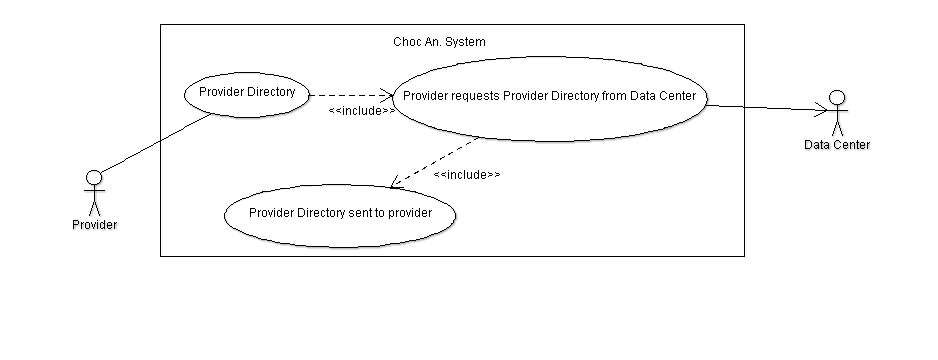 Choc An. System
Provider Directory
<<include>>
Provider requests Provider Directory from Data Center
Data Center
<<include>>
Provider
Provider Directory sent to provider